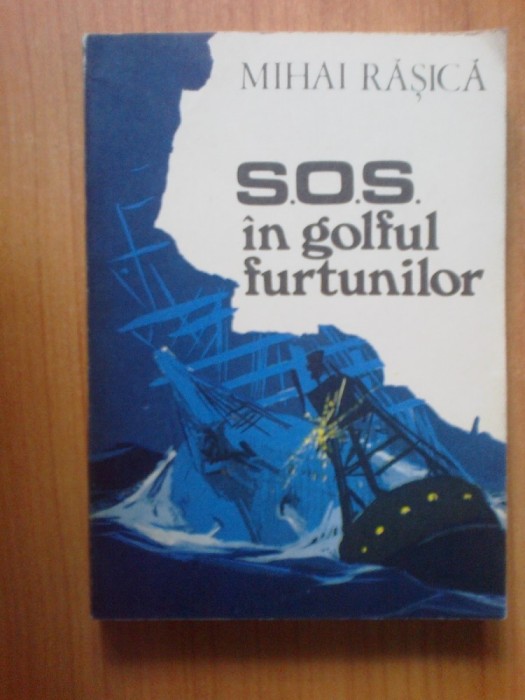 MIHAI RĂȘICĂ
S.O.S.
în golful
furtunilor